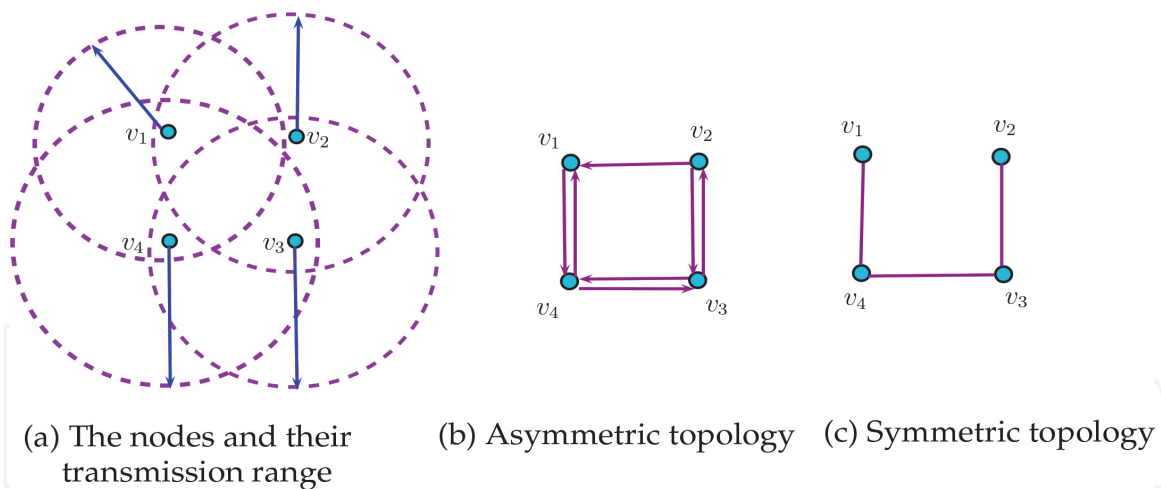 v1
v2
v4
v3
v1
v2
v4
v3
v1
v2
v4
v3
(a) The nodes and their
transmission range
(b) Asymmetric topology
(c) Symmetric topology